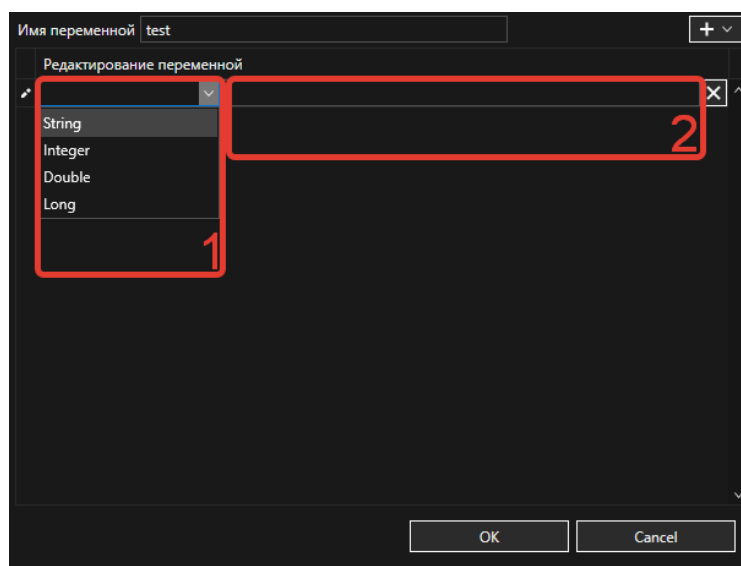 Имя переменной test
Редактирование переменной
String
Integer
Double
Long
1
2
OK Cancel